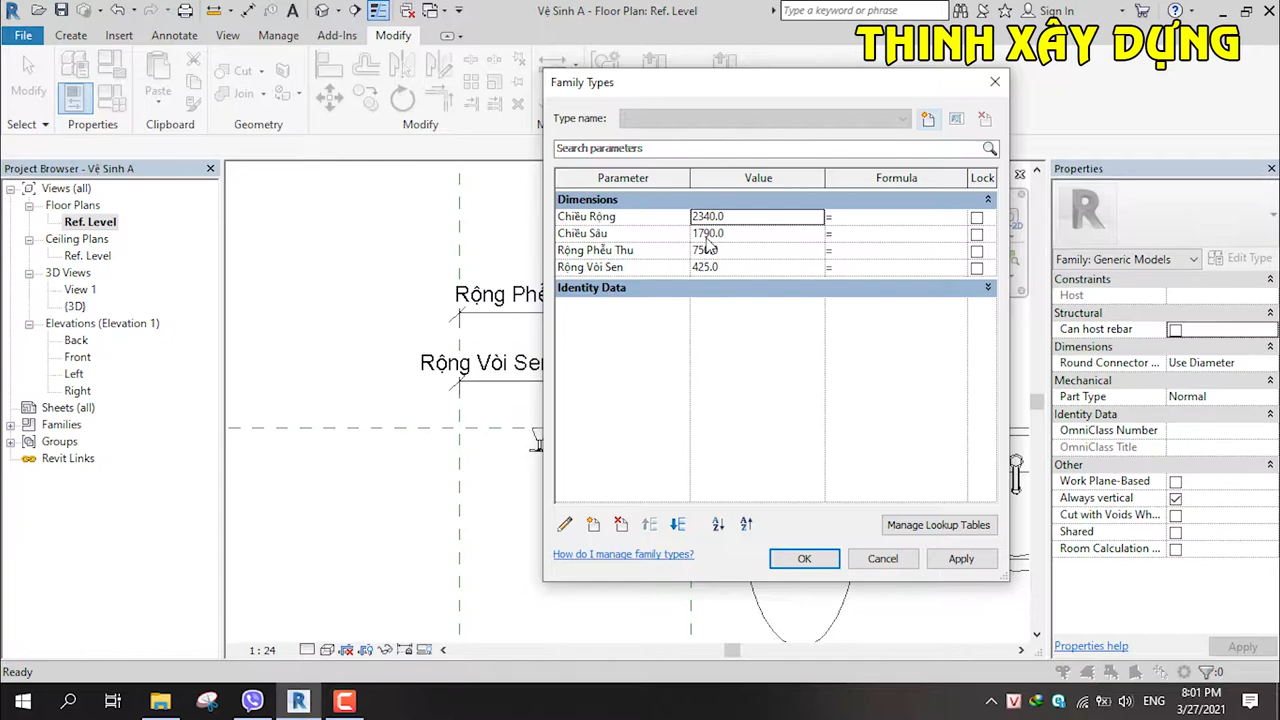 Vệ Sinh A - Floor Plan: Ref. Level
Type a keyword or phrase
Sign In
File
Create
Insert
Annotate
View
Manage
Add-Ins
Modify
THINH XÂY DỰNG
Modify
Paste
Cut
Join
Select
Properties
Clipboard
Geometry
Modify
Project Browser - Vệ Sinh A
Views (all)
Floor Plans
Ref. Level
Ceiling Plans
Ref. Level
3D Views
View 1
{3D}
Elevations (Elevation 1)
Back
Front
Left
Right
Sheets (all)
Families
Groups
Revit Links
Rộng Vòi Sen
1 : 24
Family Types
Type name:
Search parameters
Parameter Value Formula Lock
Dimensions
Chiều Rộng 2340.0 =
Chiều Sâu 1790.0 =
Rộng Phễu Thu =
Rộng Vòi Sen 425.0 =
Identity Data
Manage Lookup Tables
How do I manage family types?
OK
Cancel
Apply
Properties
Family: Generic Models
Edit Type
Constraints
Host
Structural
Can host rebar
Dimensions
Round Connector ... Use Diameter
Mechanical
Part Type Normal
Identity Data
OmniClass Number
OmniClass Title
Other
Work Plane-Based
Always vertical
Cut with Voids Wh...
Shared
Room Calculation ...
Properties help
Apply
Ready
:0
ENG
8:01 PM
3/27/2021